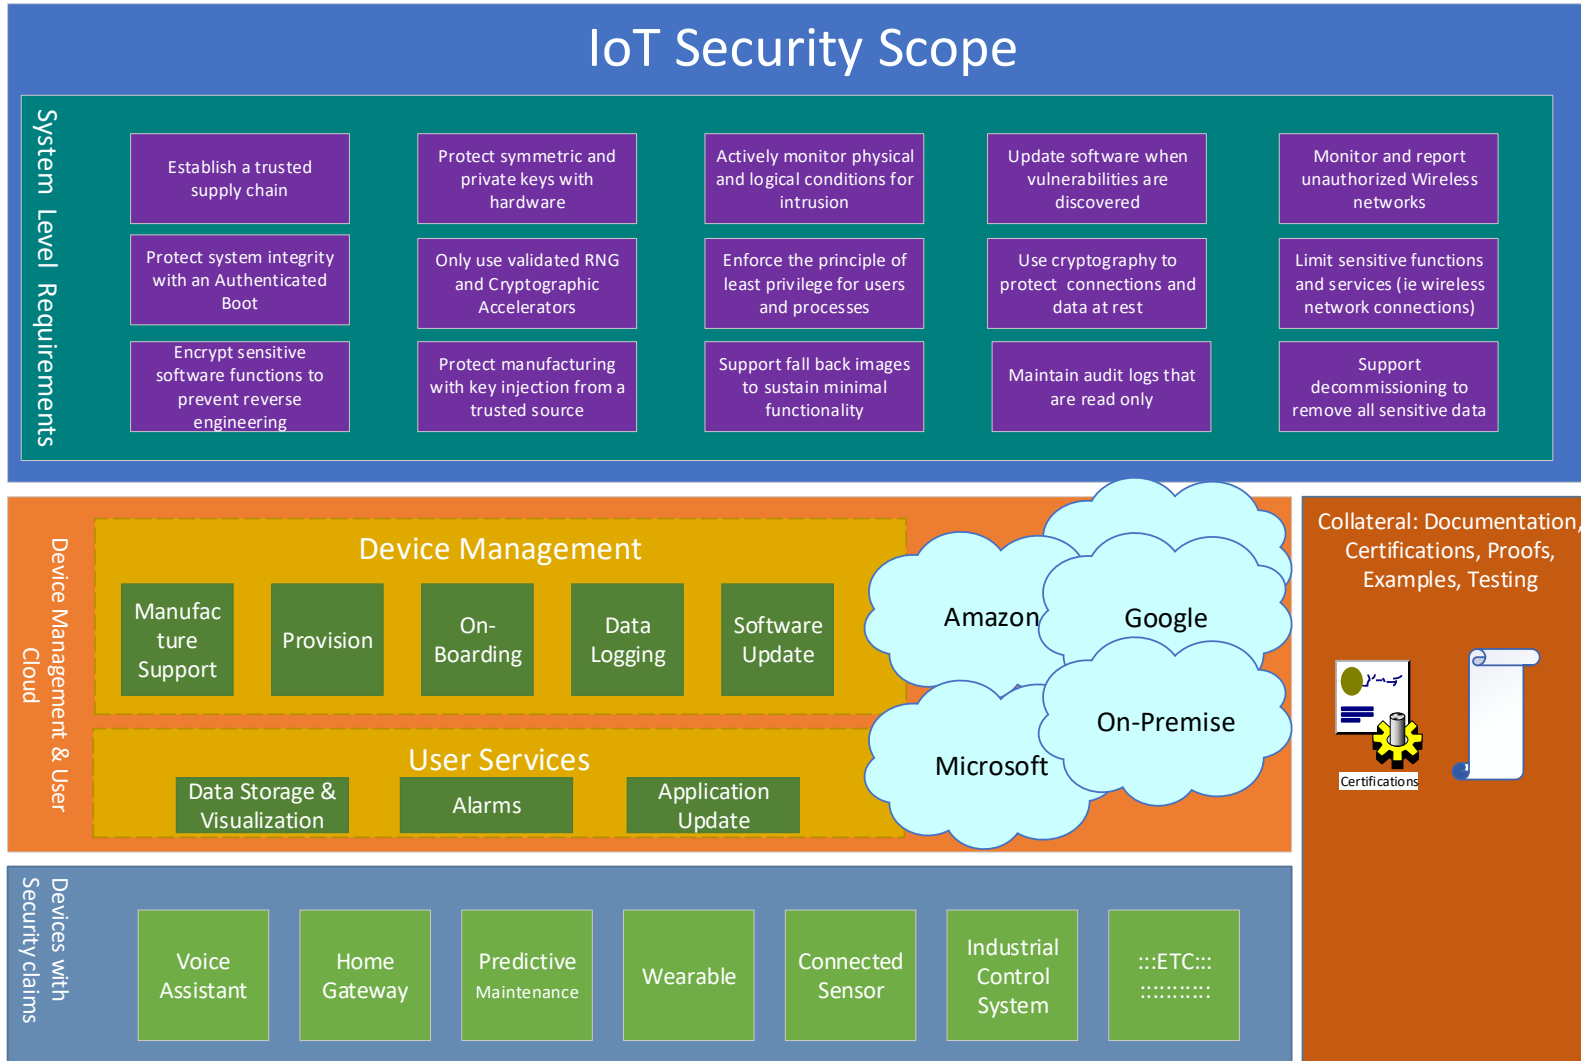 IoT Security Scope
System Level Requirements
Establish a trusted
supply chain
Protect symmetric and
private keys with
hardware
Actively monitor physical
and logical conditions for
intrusion
Update software when
vulnerabilities are
discovered
Monitor and report
unauthorized Wireless
networks
Protect system integrity
with an Authenticated
Boot
Only use validated RNG
and Cryptographic
Accelerators
Enforce the principle of
least privilege for users
and processes
Use cryptography to
protect connections and
data at rest
Limit sensitive functions
and services (ie wireless
network connections)
Encrypt sensitive
software functions to
prevent reverse
engineering
Protect manufacturing
with key injection from a
trusted source
Support fall back images
to sustain minimal
functionality
Maintain audit logs that
are read only
Support
decommissioning to
remove all sensitive data
Device Management & User
Cloud
Device Management
Manufac
ture
Support
Provision
On-
Boarding
Data
Logging
Software
Update
User Services
Data Storage &
Visualization
Alarms
Application
Update
Amazon
Google
Microsoft
On-Premise
Collateral: Documentation,
Certifications, Proofs,
Examples, Testing
Certifications
Devices with
Security claims
Voice
Assistant
Home
Gateway
Predictive
Maintenance
Wearable
Connected
Sensor
Industrial
Control
System
:::ETC:::
:::::::::::